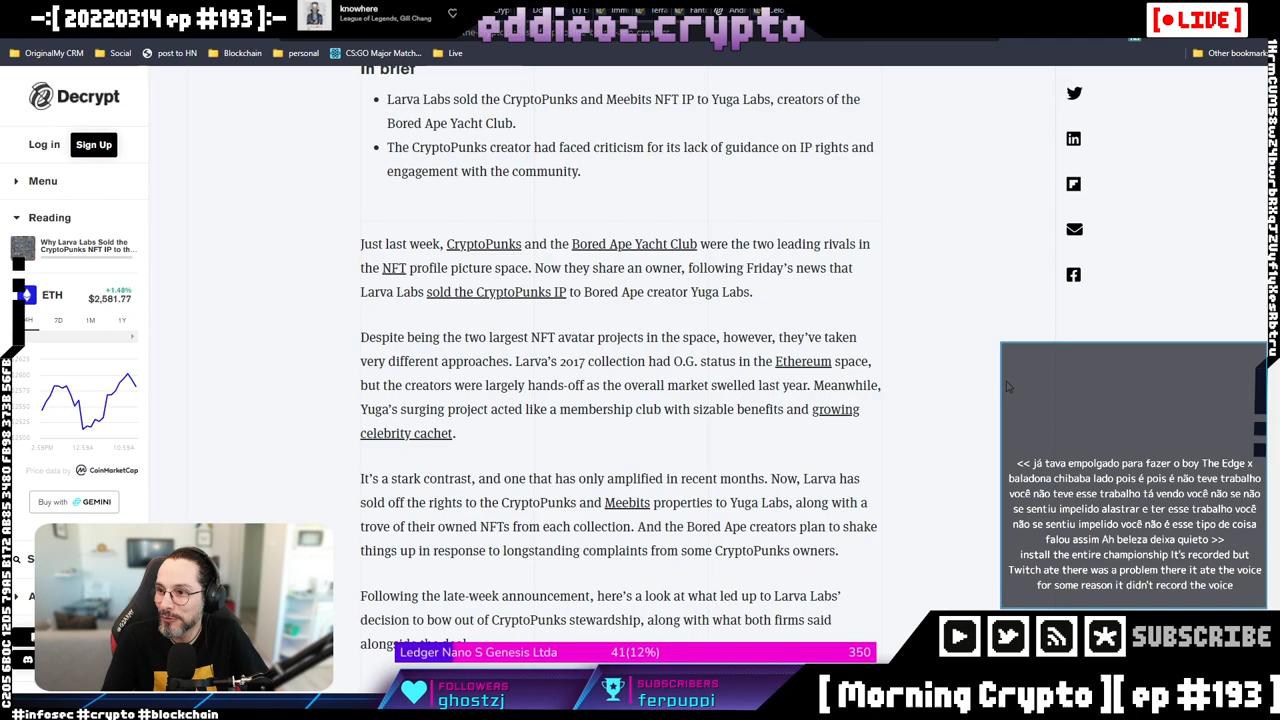 -:[ 20220314 ep #193 ]:-
knowhere
League of Legends, Gill Chang
eddieoz.crypto
[● LIVE ]
OriginalMy CRM
Social
post to HN
Blockchain
personal
CS:GO Major Match...
Live
Other bookmark
Decrypt
Log in
Sign Up
Menu
Reading
Why Larva Labs Sold the
CryptoPunks NFT IP to th...
ETH
+1.48%
$2,581.77
7D
1M
1Y
2:59PM
12:59A
10:59A
Price data by CoinMarketCap
Buy with GEMINI
In brief
Larva Labs sold the CryptoPunks and Meebits NFT IP to Yuga Labs, creators of the
Bored Ape Yacht Club.
The CryptoPunks creator had faced criticism for its lack of guidance on IP rights and
engagement with the community.
Just last week, CryptoPunks and the Bored Ape Yacht Club were the two leading rivals in
the NFT profile picture space. Now they share an owner, following Friday's news that
Larva Labs sold the CryptoPunks IP to Bored Ape creator Yuga Labs.
Despite being the two largest NFT avatar projects in the space, however, they've taken
very different approaches. Larva's 2017 collection had O.G. status in the Ethereum space,
but the creators were largely hands-off as the overall market swelled last year. Meanwhile,
Yuga's surging project acted like a membership club with sizable benefits and growing
celebrity cachet.
It's a stark contrast, and one that has only amplified in recent months. Now, Larva has
sold off the rights to the CryptoPunks and Meebits properties to Yuga Labs, along with a
trove of their owned NFTs from each collection. And the Bored Ape creators plan to shake
things up in response to longstanding complaints from some CryptoPunks owners.
Following the late-week announcement, here's a look at what led up to Larva Labs'
decision to bow out of CryptoPunks stewardship, along with what both firms said
alongside the deal.
<< já tava empolgado para fazer o boy The Edge x
baladona chibaba lado pois é pois é não teve trabalho
você não teve esse trabalho tá vendo você não se não
se sentiu impelido alastrar e ter esse trabalho você
não se sentiu impelido você não é esse tipo de coisa
falou assim Ah beleza deixa quieto >>
install the entire championship It's recorded but
Twitch ate there was a problem there it ate the voice
for some reason it didn't record the voice
Ledger Nano S Genesis Ltda
41(12%)
350
FOLLOWERS
ghostzj
SUBSCRIBERS
ferpuppi
SUBSCRIBE
[ Morning Crypto ][ ep #193 ]
#infosec #crypto #blockchain